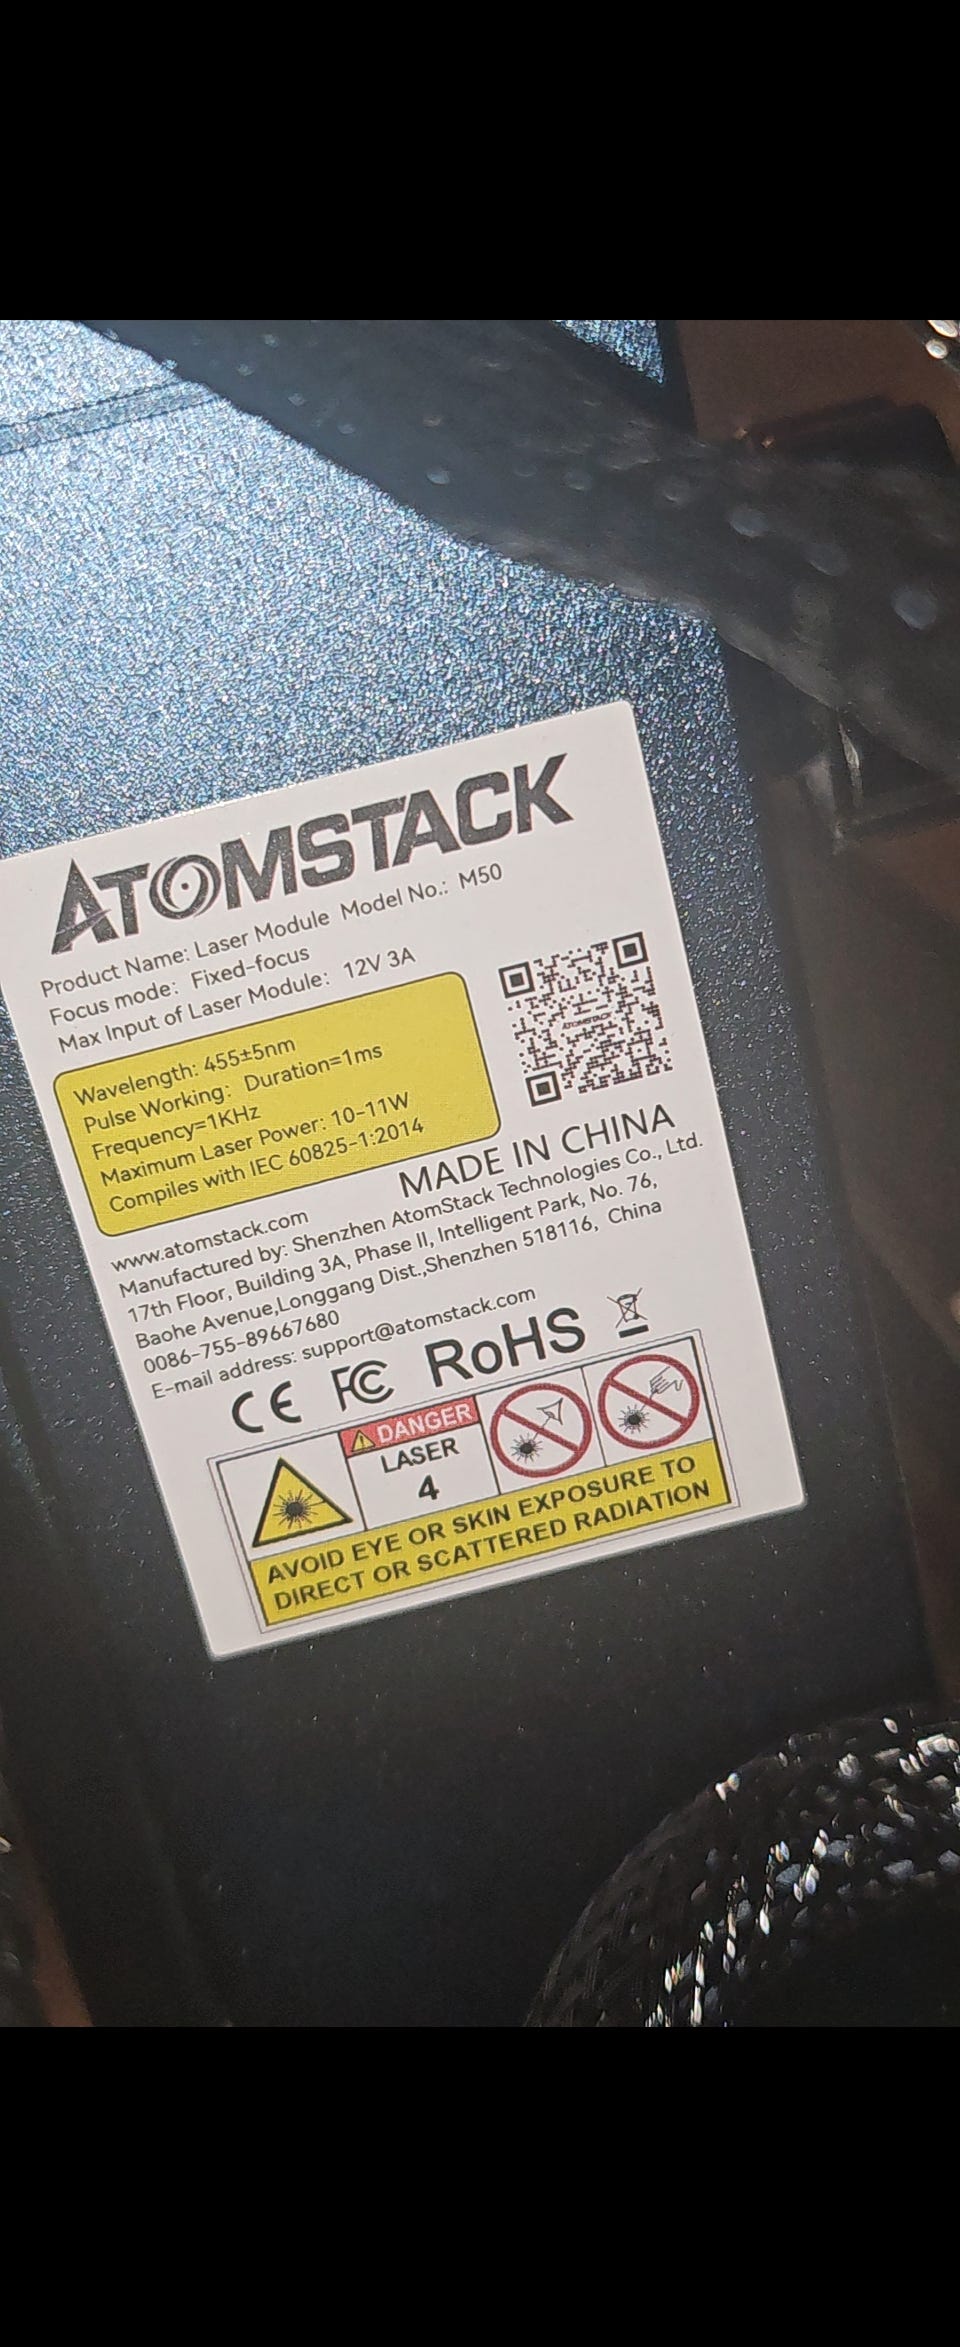 ATOMSTACK
Product Name: Laser Module Model No.: M50
Focus mode: Fixed-focus
Max Input of Laser Module: 12V 3A
Wavelength: 455±5nm
Pulse Working: Duration=1ms
Frequency=1KHz
Maximum Laser Power: 10-11W
Compiles with IEC 60825-1:2014
ATOMSTACK
MADE IN CHINA
www.atomstack.com
Manufactured by: Shenzhen AtomStack Technologies Co., Ltd.
17th Floor, Building 3A, Phase II, Intelligent Park, No. 76,
Baohe Avenue,Longgang Dist.,Shenzhen 518116, China
0086-755-89667680
E-mail address: support@atomstack.com
CE FC RoHS
DANGER
LASER
4
AVOID EYE OR SKIN EXPOSURE TO
DIRECT OR SCATTERED RADIATION